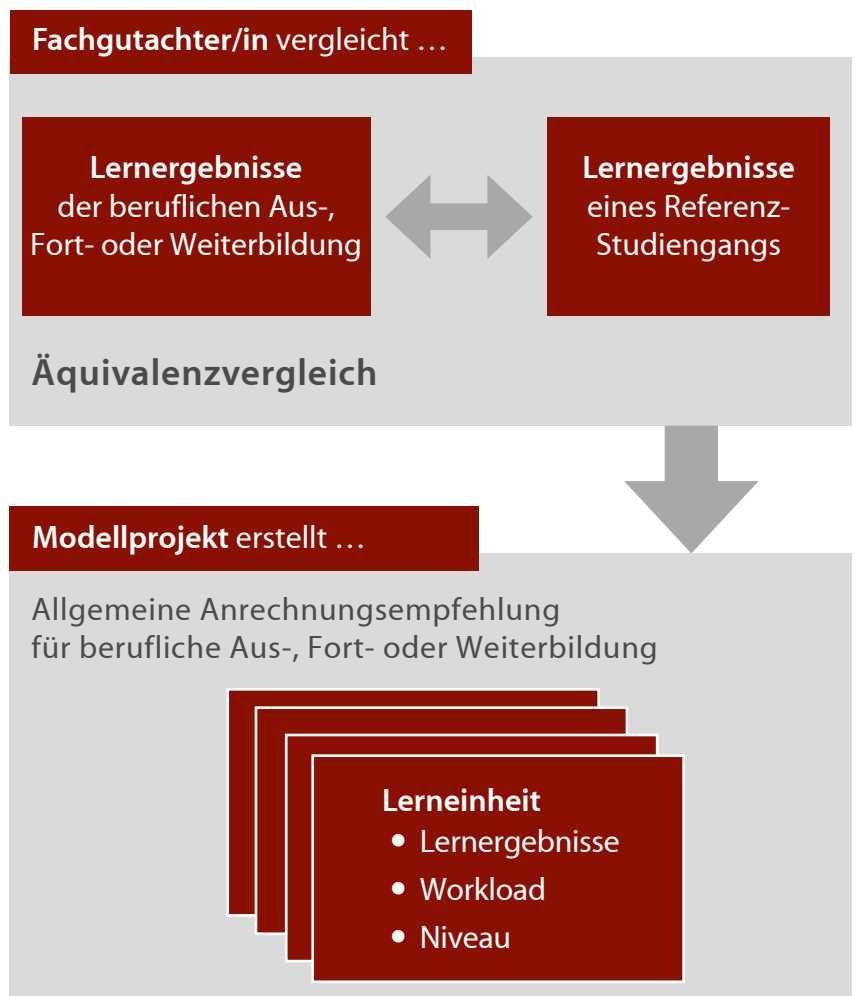 Fachgutachter/in vergleicht …
Lernergebnisse
der beruflichen Aus-,
Fort- oder Weiterbildung
Lernergebnisse
eines Referenz-
Studiengangs
Äquivalenzvergleich
Modellprojekt erstellt …
Allgemeine Anrechnungsempfehlung
für berufliche Aus-, Fort- oder Weiterbildung
Lerneinheit
• Lernergebnisse
• Workload
• Niveau